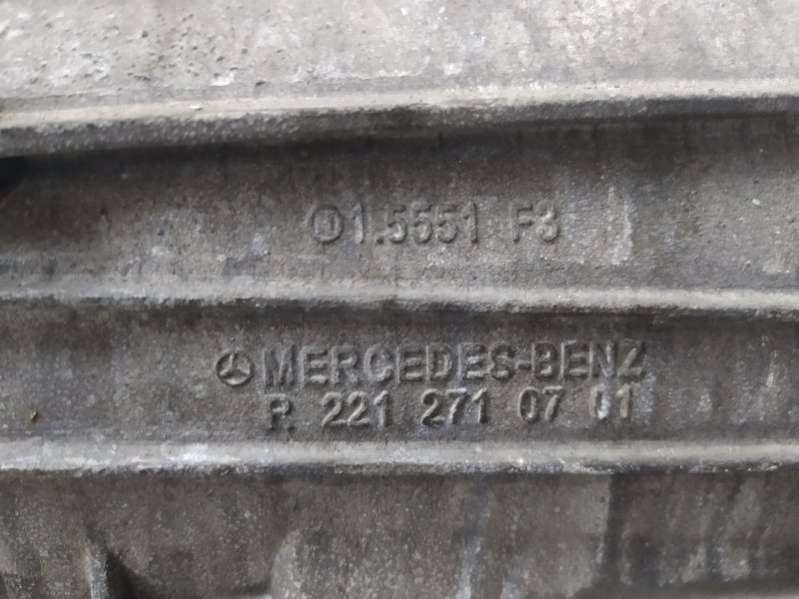 1.5551 F3
MERCEDES-BENZ
R 221 271 07 01